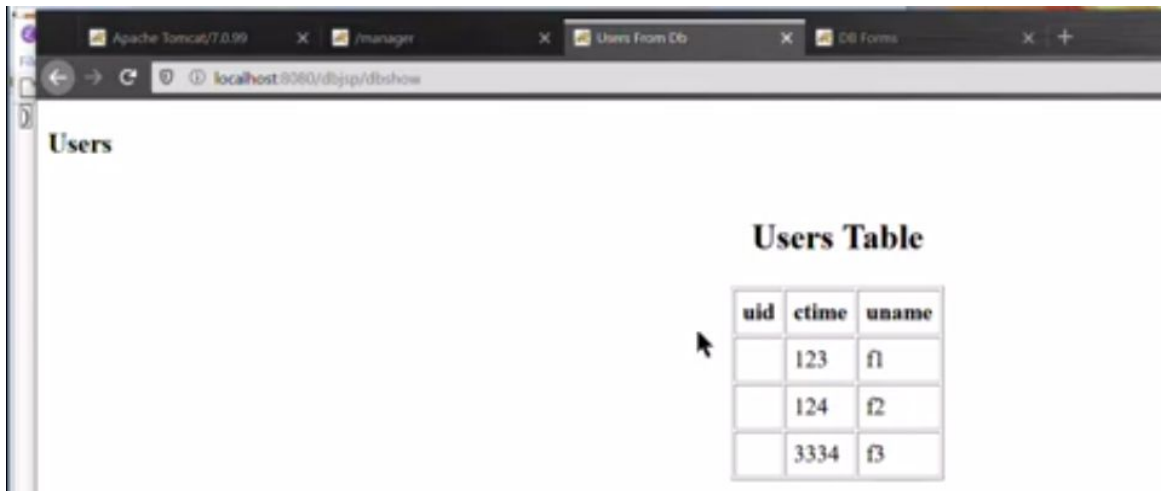 Apache Tomcat/7.0.99
/manager
Users From Db
DB Forms
localhost:8080/dbjsp/dbshow
Users
Users Table
uid ctime uname
123 f1
124 f2
3334 f3